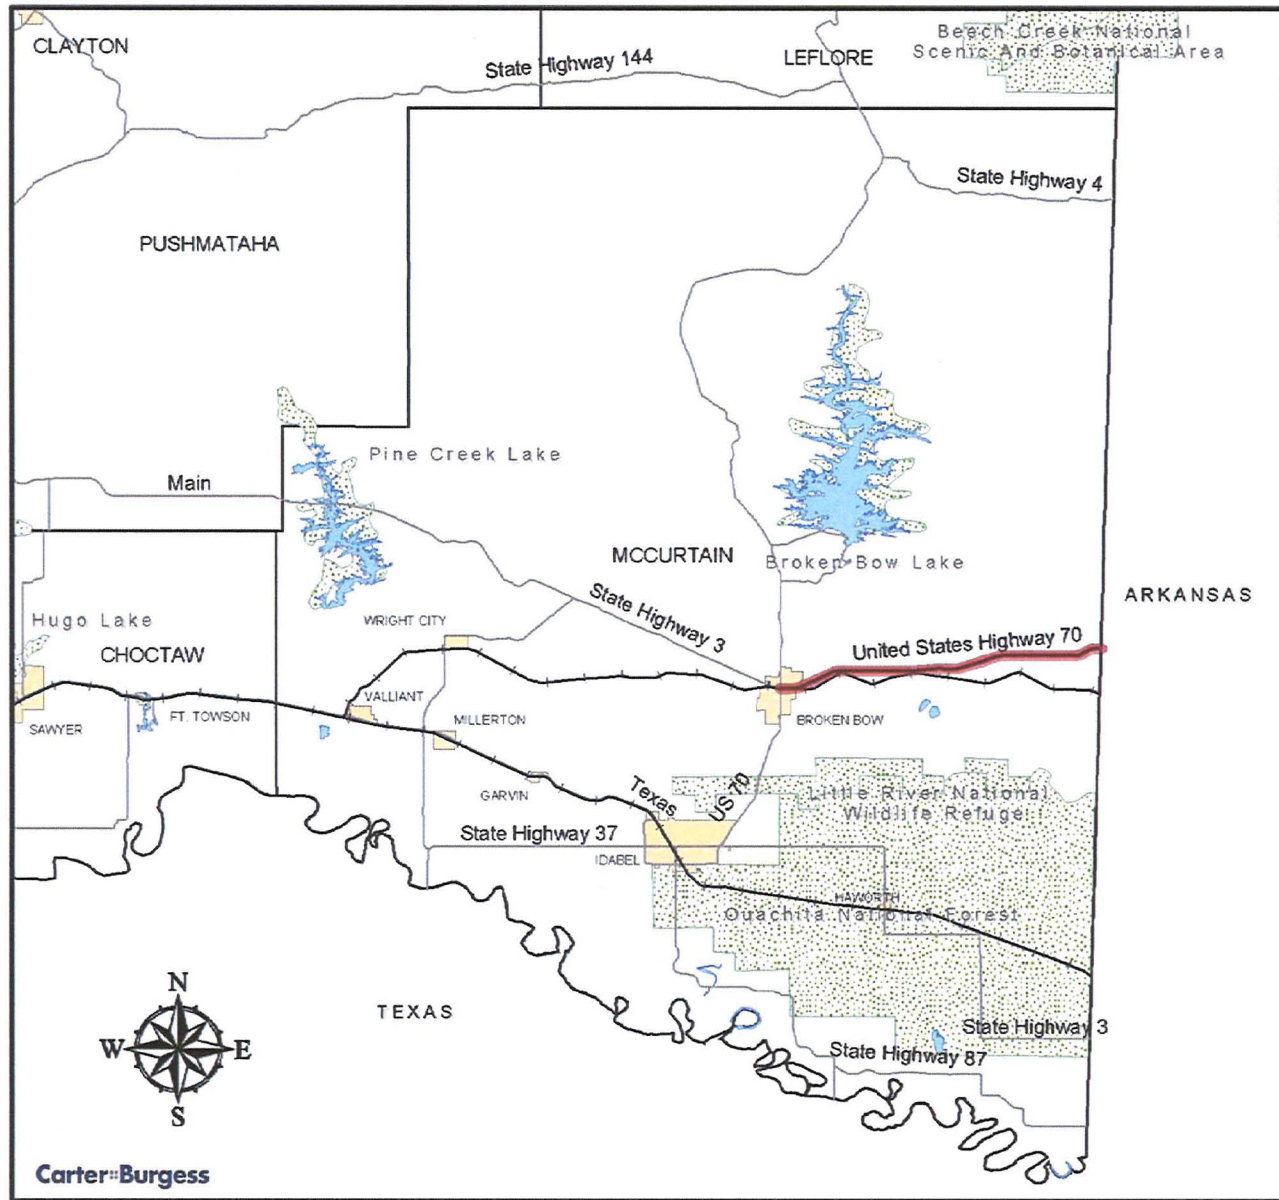 CLAYTON
State Highway 144
LEFLORE
Beech Creek National
Scenic And Botanical Area
State Highway 4
PUSHMATAHA
Pine Creek Lake
Main
MCCURTAIN
Broken Bow Lake
State Highway 3
ARKANSAS
Hugo Lake
WRIGHT CITY
CHOCTAW
United States Highway 70
VALLIANT
SAWYER
FT. TOWSON
MILLERTON
BROKEN BOW
GARVIN
Texas
US 70
Little River National
Wildlife Refuge
State Highway 37
IDABEL
HAWORTH
Ouachita National Forest
TEXAS
State Highway 3
State Highway 87
N
W
E
S
Carter::Burgess